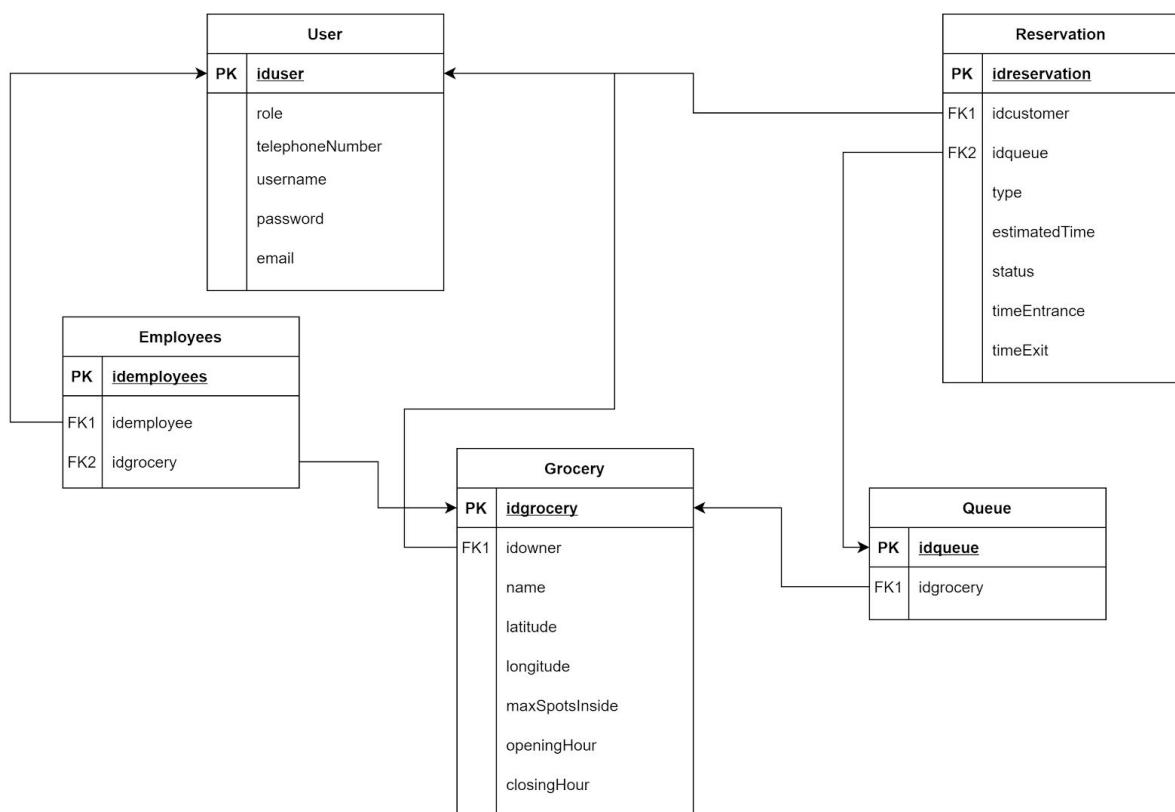 User
PK iduser
role
telephoneNumber
username
password
email
Reservation
PK idreservation
FK1 idcustomer
FK2 idqueue
type
estimatedTime
status
timeEntrance
timeExit
Employees
PK idemployees
FK1 idemployee
FK2 idgrocery
Grocery
PK idgrocery
FK1 idowner
name
latitude
longitude
maxSpotsInside
openingHour
closingHour
Queue
PK idqueue
FK1 idgrocery